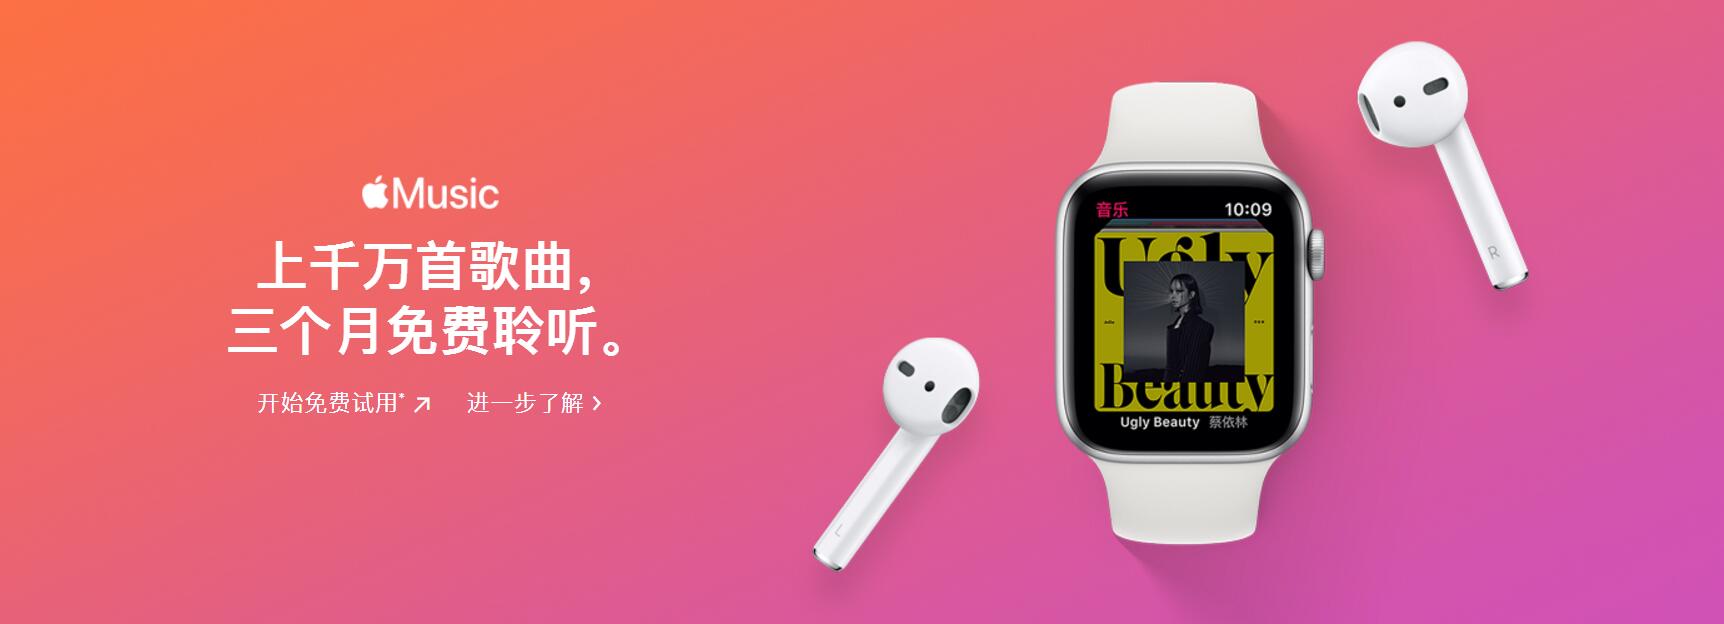 Music
上千万首歌曲，
三个月免费聆听。
开始免费试用* ↗ 进一步了解 ›
音乐 10:09
Ugly
Beauty
Ugly Beauty 蔡依林
L
R